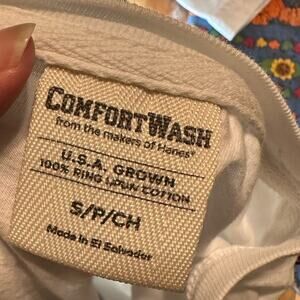 COMFORTWASH
from the makers of Hanes®
U.S.A. GROWN
100% RING SPUN COTTON
S/P/CH
Made in El Salvador